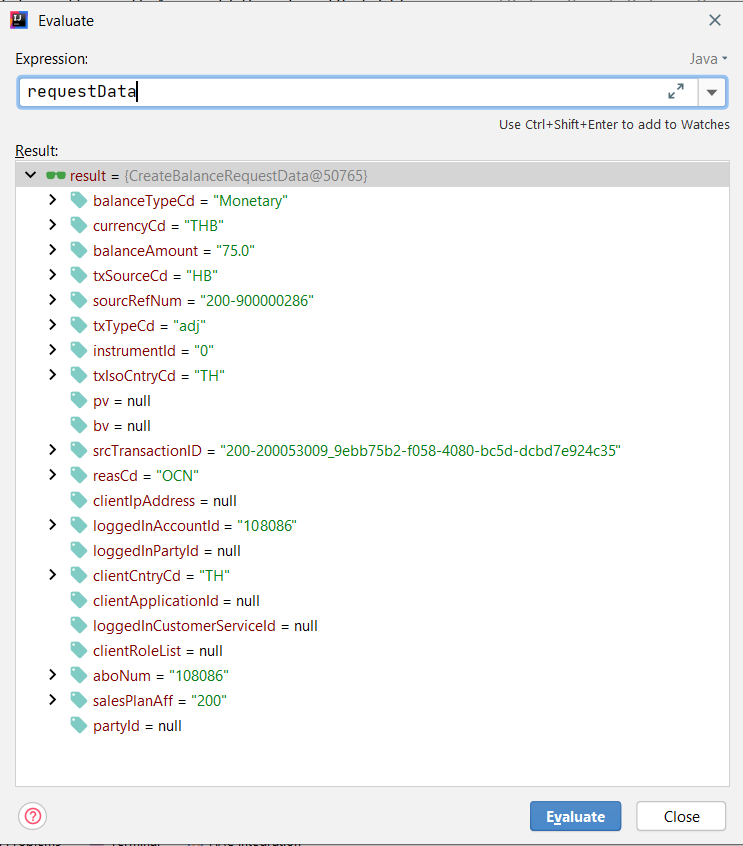 Evaluate
Expression:
Java
requestData
Use Ctrl+Shift+Enter to add to Watches
Result:
result = {CreateBalanceRequestData@50765}
balanceTypeCd = "Monetary"
currencyCd = "THB"
balanceAmount = "75.0"
txSourceCd = "HB"
sourcRefNum = "200-900000286"
txTypeCd = "adj"
instrumentId = "0"
txIsoCntryCd = "TH"
pv = null
bv = null
srcTransactionID = "200-200053009_9ebb75b2-f058-4080-bc5d-dcbd7e924c35"
reasCd = "OCN"
clientIpAddress = null
loggedInAccountId = "108086"
loggedInPartyId = null
clientCntryCd = "TH"
clientApplicationId = null
loggedInCustomerServiceId = null
clientRoleList = null
aboNum = "108086"
salesPlanAff = "200"
partyId = null
Evaluate
Close